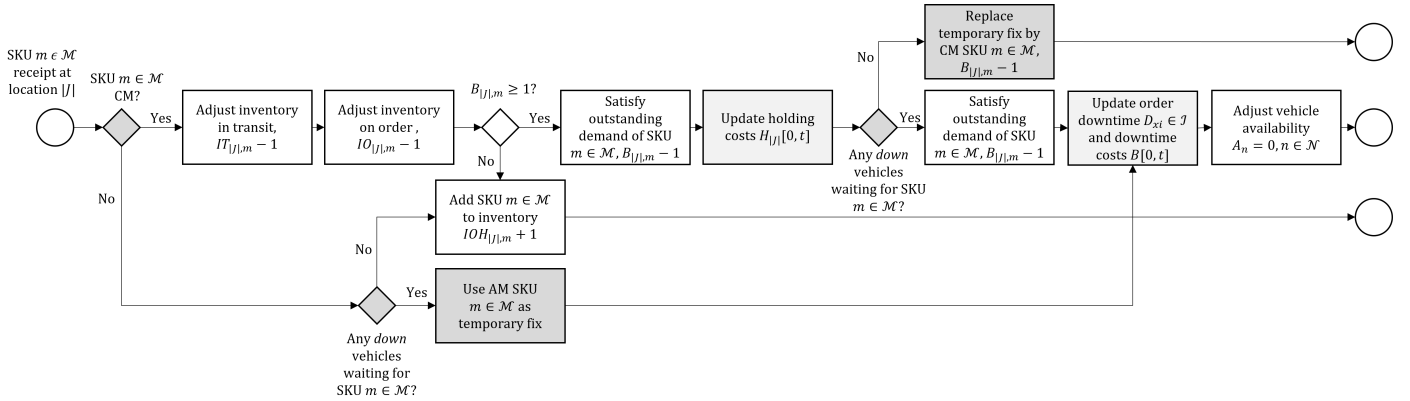 SKU m ϵ ℳ
receipt at
location |J|
SKU m ∈ ℳ
CM?
Yes
No
Adjust inventory
in transit,
IT|J|,m − 1
Adjust inventory
on order ,
IO|J|,m − 1
B|J|,m ≥ 1?
Yes
No
Satisfy
outstanding
demand of SKU
m ∈ ℳ, B|J|,m − 1
Update holding
costs H|J|[0, t]
Any down
vehicles
waiting for SKU
m ∈ ℳ?
No
Yes
Replace
temporary fix by
CM SKU m ∈ ℳ,
B|J|,m − 1
Satisfy
outstanding
demand of SKU
m ∈ ℳ, B|J|,m − 1
Update order
downtime Dxi ∈ ℐ
and downtime
costs B[0, t]
Adjust vehicle
availability
An = 0, n ∈ 𝒩
Add SKU m ∈ ℳ
to inventory
IOH|J|,m + 1
No
Yes
Any down
vehicles
waiting for
SKU m ∈ ℳ?
Use AM SKU
m ∈ ℳ as
temporary fix